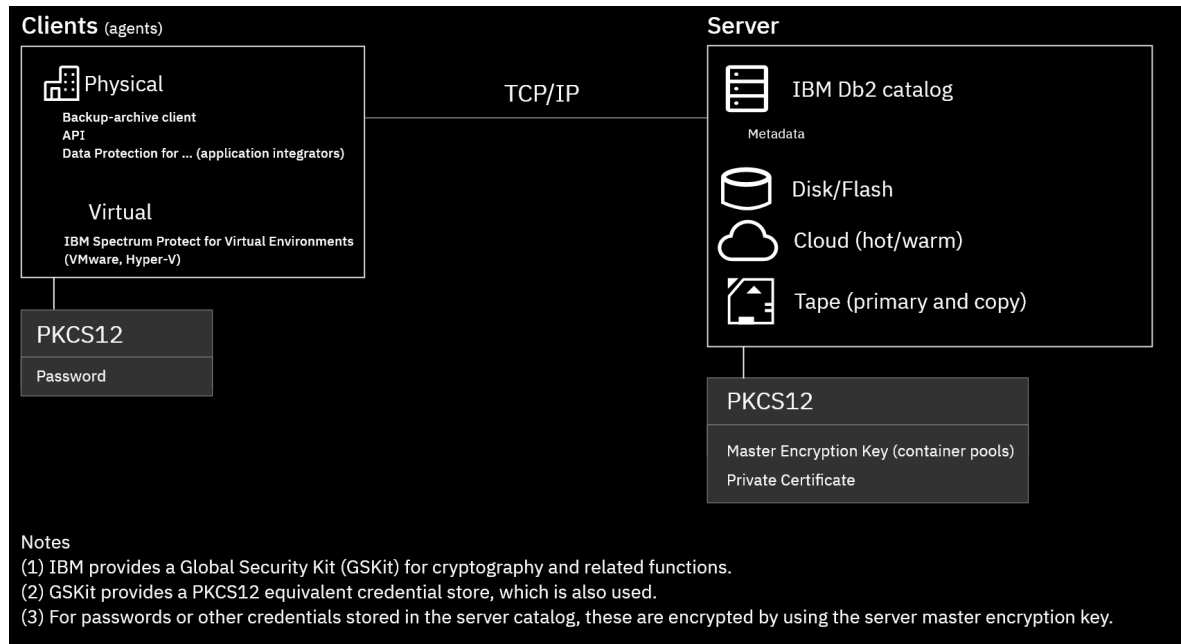 Clients (agents)
Physical
Backup-archive client
API
Data Protection for ... (application integrators)
Virtual
IBM Spectrum Protect for Virtual Environments
(VMware, Hyper-V)
PKCS12
Password
TCP/IP
Server
IBM Db2 catalog
Metadata
Disk/Flash
Cloud (hot/warm)
Tape (primary and copy)
PKCS12
Master Encryption Key (container pools)
Private Certificate
Notes
(1) IBM provides a Global Security Kit (GSKit) for cryptography and related functions.
(2) GSKit provides a PKCS12 equivalent credential store, which is also used.
(3) For passwords or other credentials stored in the server catalog, these are encrypted by using the server master encryption key.